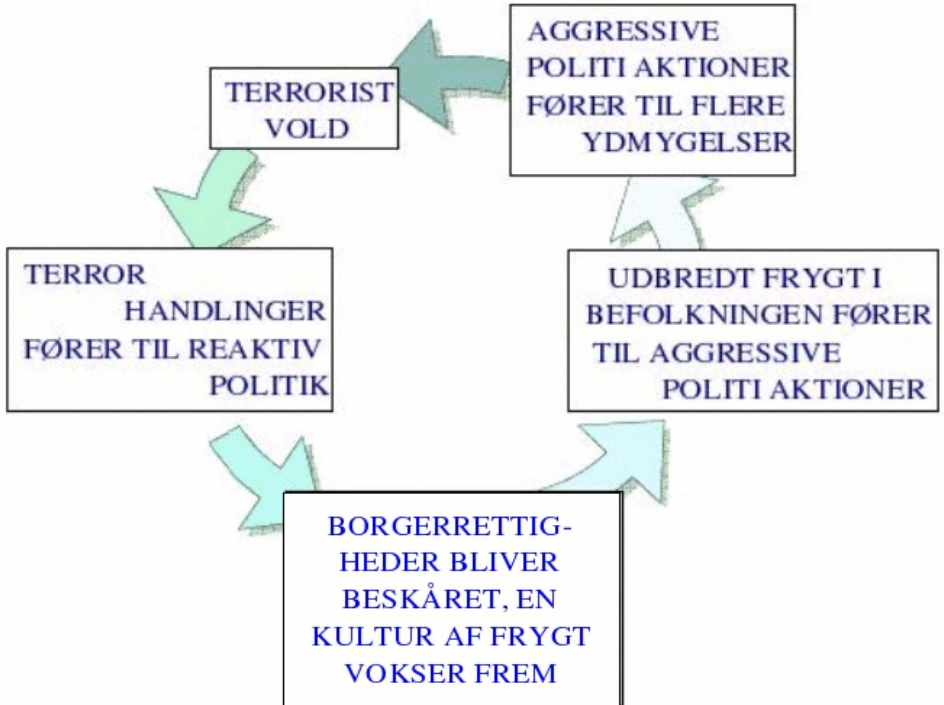 AGGRESSIVE
POLITI AKTIONER
FØRER TIL FLERE
YDMYGELSER
TERRORIST
VOLD
TERROR
HANDLINGER
FØRER TIL REAKTIV
POLITIK
UDBREDT FRYGT I
BEFOLKNINGEN FØRER
TIL AGGRESSIVE
POLITI AKTIONER
BORGERRETTIG-
HEDER BLIVER
BESKÅRET, EN
KULTUR AF FRYGT
VOKSER FREM